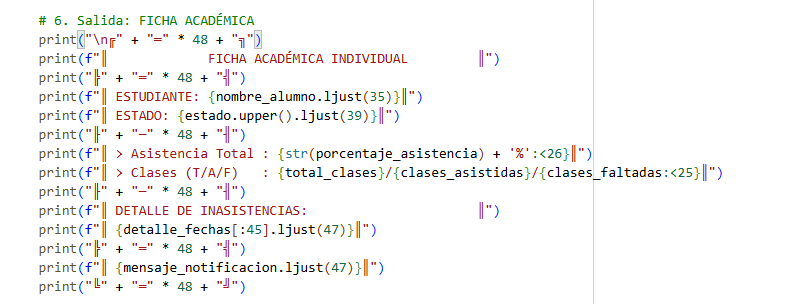 # 6. Salida: FICHA ACADÉMICA
print("\n╔" + "═" * 48 + "╗")
print(f"║             FICHA ACADÉMICA INDIVIDUAL         ║")
print("╠" + "═" * 48 + "╣")
print(f"║ ESTUDIANTE: {nombre_alumno.ljust(35)}║")
print(f"║ ESTADO: {estado.upper().ljust(39)}║")
print("╟" + "─" * 48 + "╢")
print(f"║ > Asistencia Total : {str(porcentaje_asistencia) + '%':<26}║")
print(f"║ > Clases (T/A/F)   : {total_clases}/{clases_asistidas}/{clases_faltadas:<25}║")
print("╟" + "─" * 48 + "╢")
print(f"║ DETALLE DE INASISTENCIAS:                      ║")
print(f"║ {detalle_fechas[:45].ljust(47)}║")
print("╠" + "═" * 48 + "╣")
print(f"║ {mensaje_notificacion.ljust(47)}║")
print("╚" + "═" * 48 + "╝")